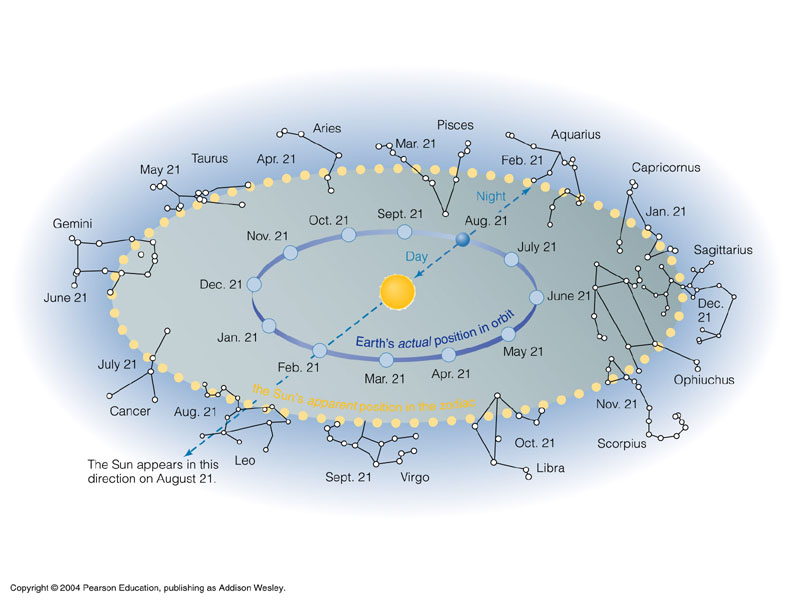 Aries
Pisces
Aquarius
Taurus
Apr. 21
Mar. 21
Feb. 21
Capricornus
May 21
Night
Jan. 21
Gemini
Oct. 21
Sept. 21
Aug. 21
Nov. 21
July 21
Sagittarius
Day
Dec. 21
June 21
June 21
Dec.
21
Jan. 21
Earth's actual position in orbit
July 21
Feb. 21
May 21
Mar. 21
Apr. 21
Ophiuchus
the Sun's apparent position in the zodiac
Cancer
Aug. 21
Nov. 21
Leo
Oct. 21
Scorpius
The Sun appears in this
direction on August 21.
Sept. 21
Virgo
Libra
Copyright © 2004 Pearson Education, publishing as Addison Wesley.